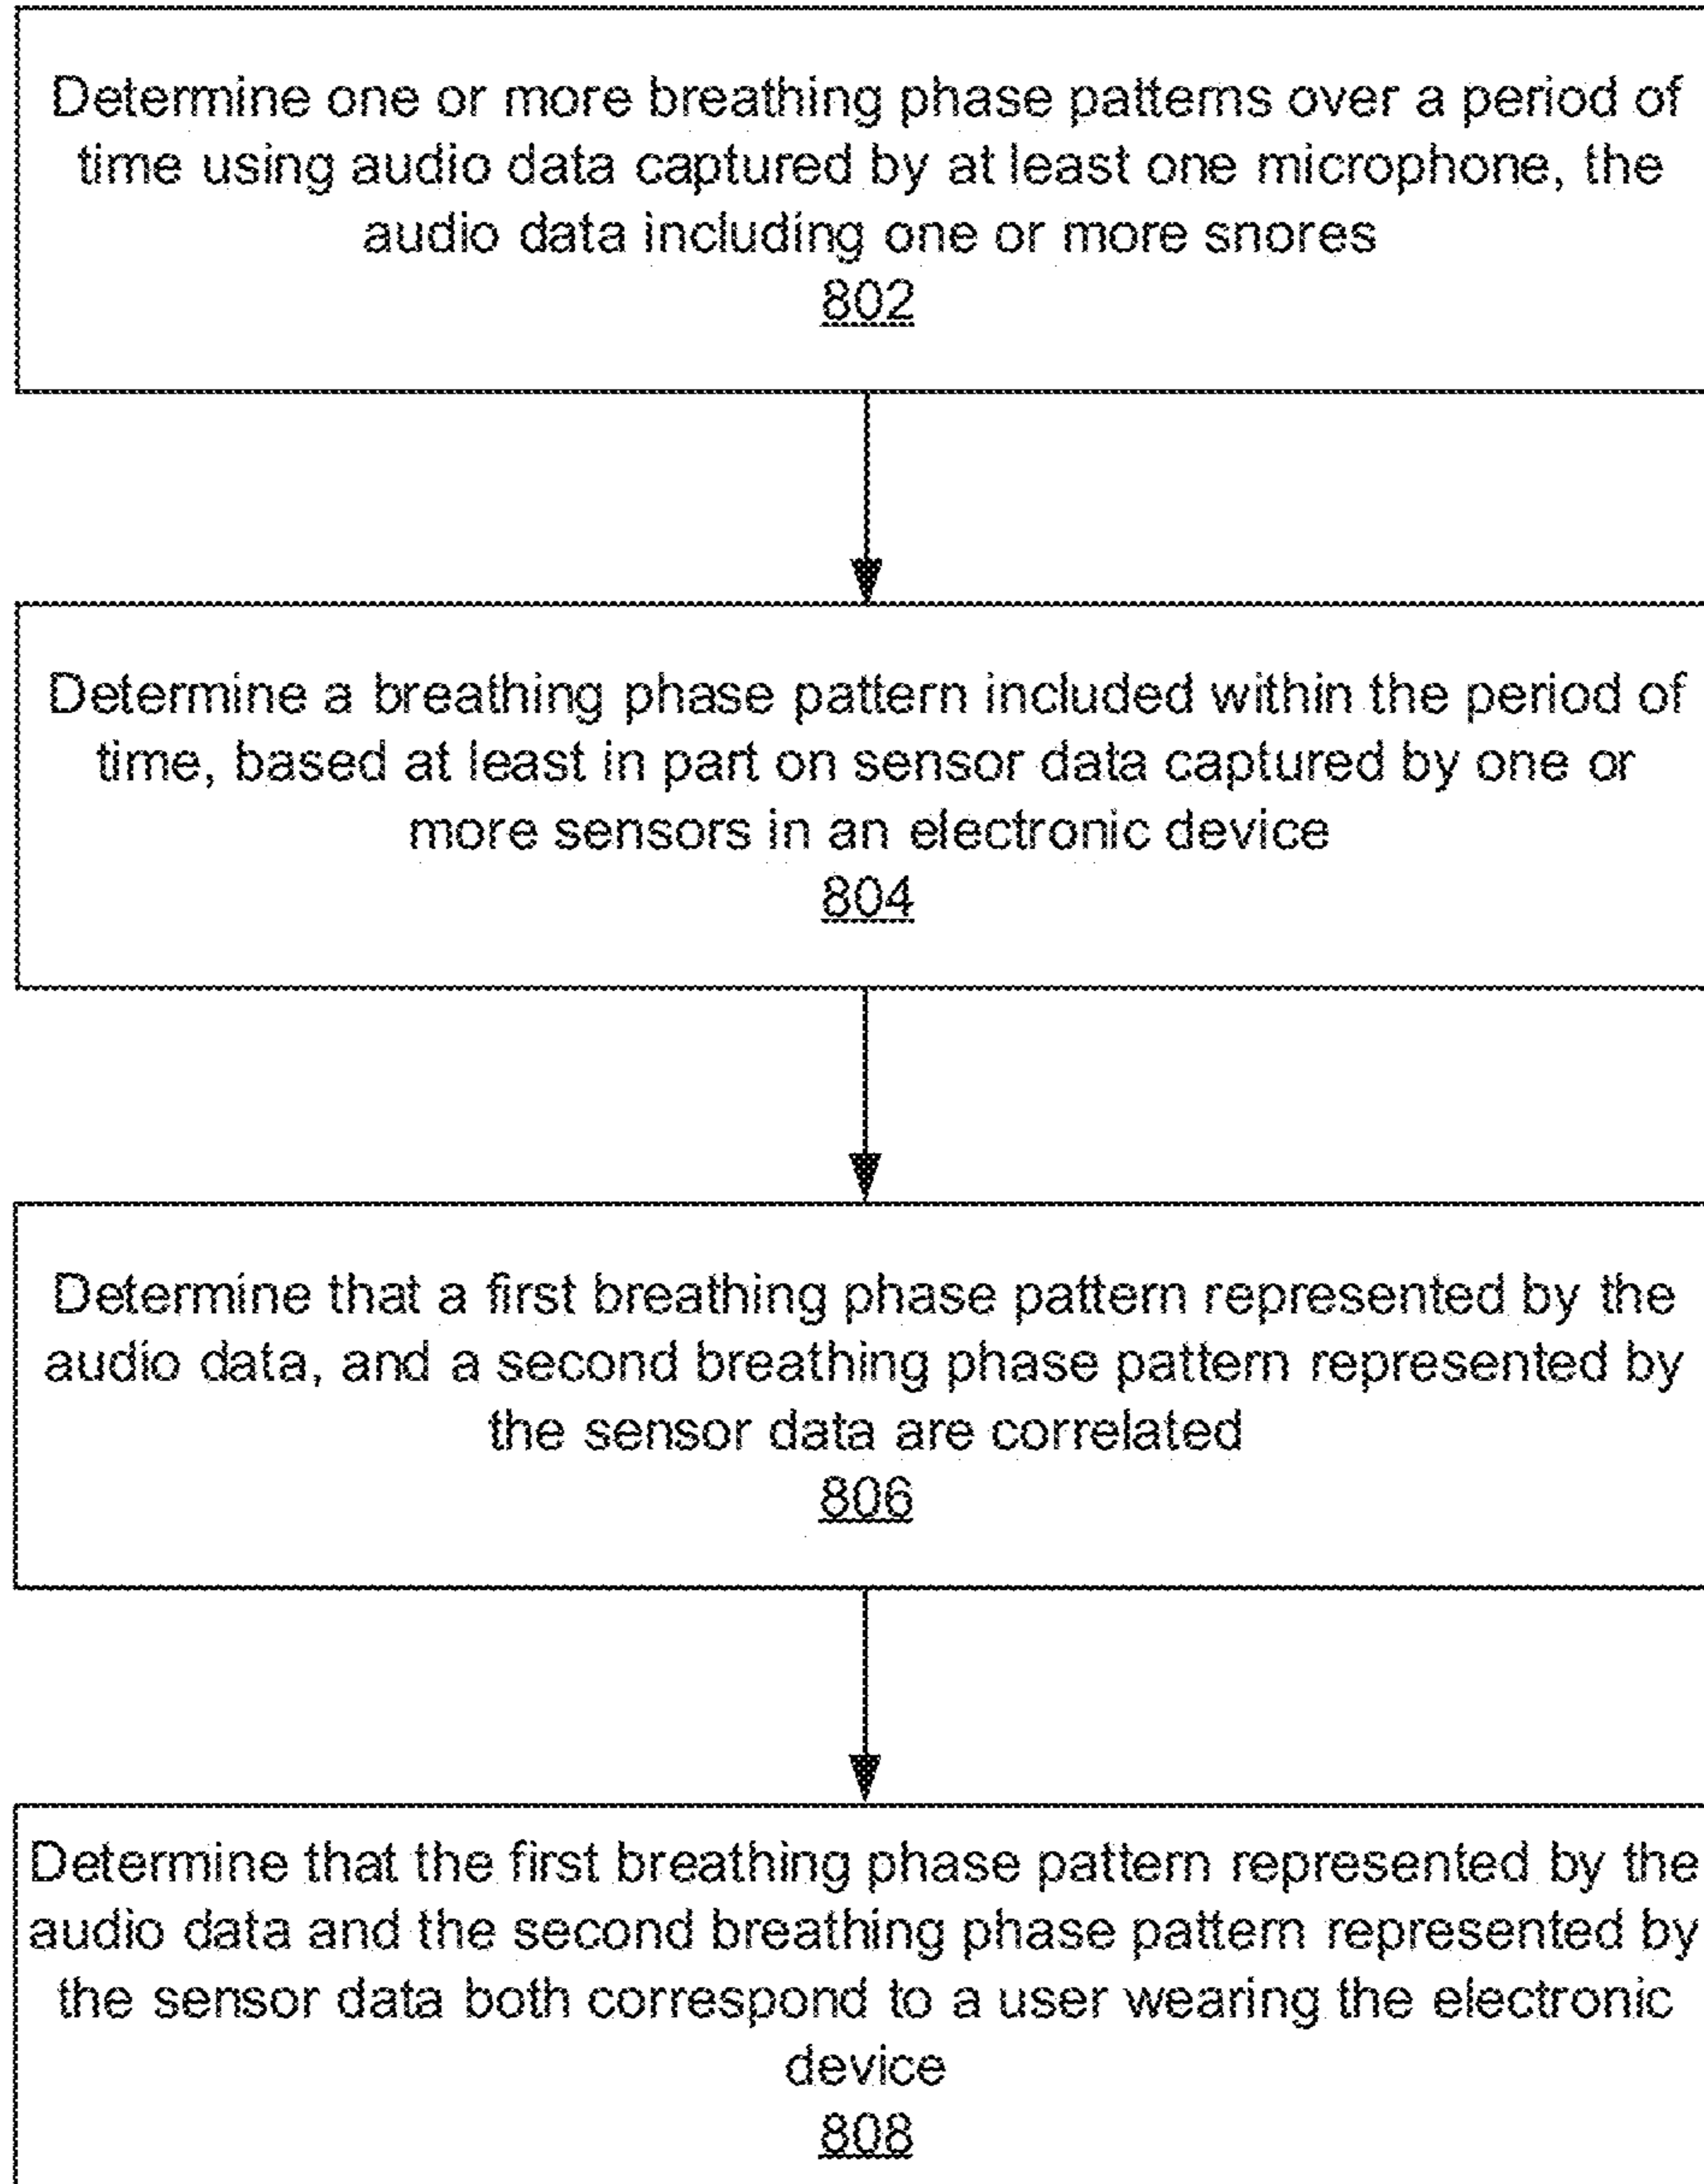 Determine one or more breathing phase patterns over a period of
time using audio data captured by at least one microphone, the
audio data including one or more snores
802
Determine a breathing phase pattern included within the period of
time, based at least in part on sensor data captured by one or
more sensors in an electronic device
804
Determine that a first breathing phase pattern represented by the
audio data, and a second breathing phase pattern represented by
the sensor data are correlated
806
Determine that the first breathing phase pattern represented by the
audio data and the second breathing phase pattern represented by
the sensor data both correspond to a user wearing the electronic
device
808